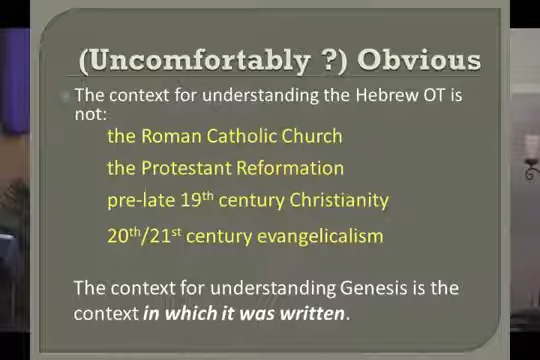 (Uncomfortably ?) Obvious
The context for understanding the Hebrew OT is
not:
the Roman Catholic Church
the Protestant Reformation
pre-late 19th century Christianity
20th/21st century evangelicalism
The context for understanding Genesis is the
context in which it was written.